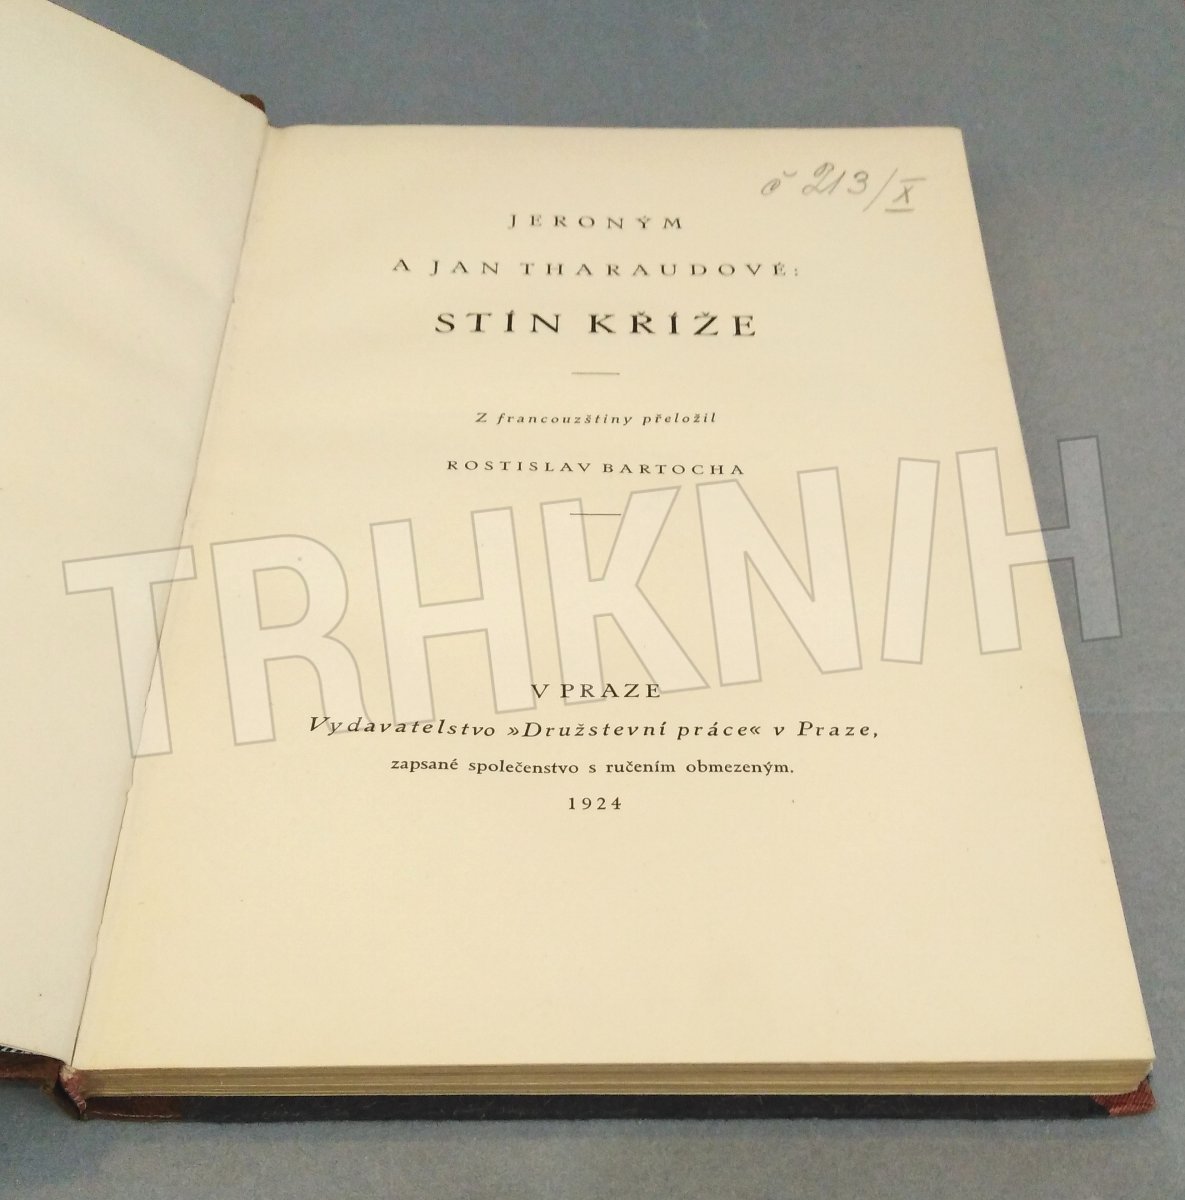 č 213/X
JERONÝM
A JAN THARAUDOVÉ:
STÍN KŘÍŽE
Z francouzštiny přeložil
ROSTISLAV BARTOCHA
TRHKNIH
V PRAZE
Vydavatelstvo »Družstevní práce« v Praze,
zapsané společenstvo s ručením obmezeným.
1924